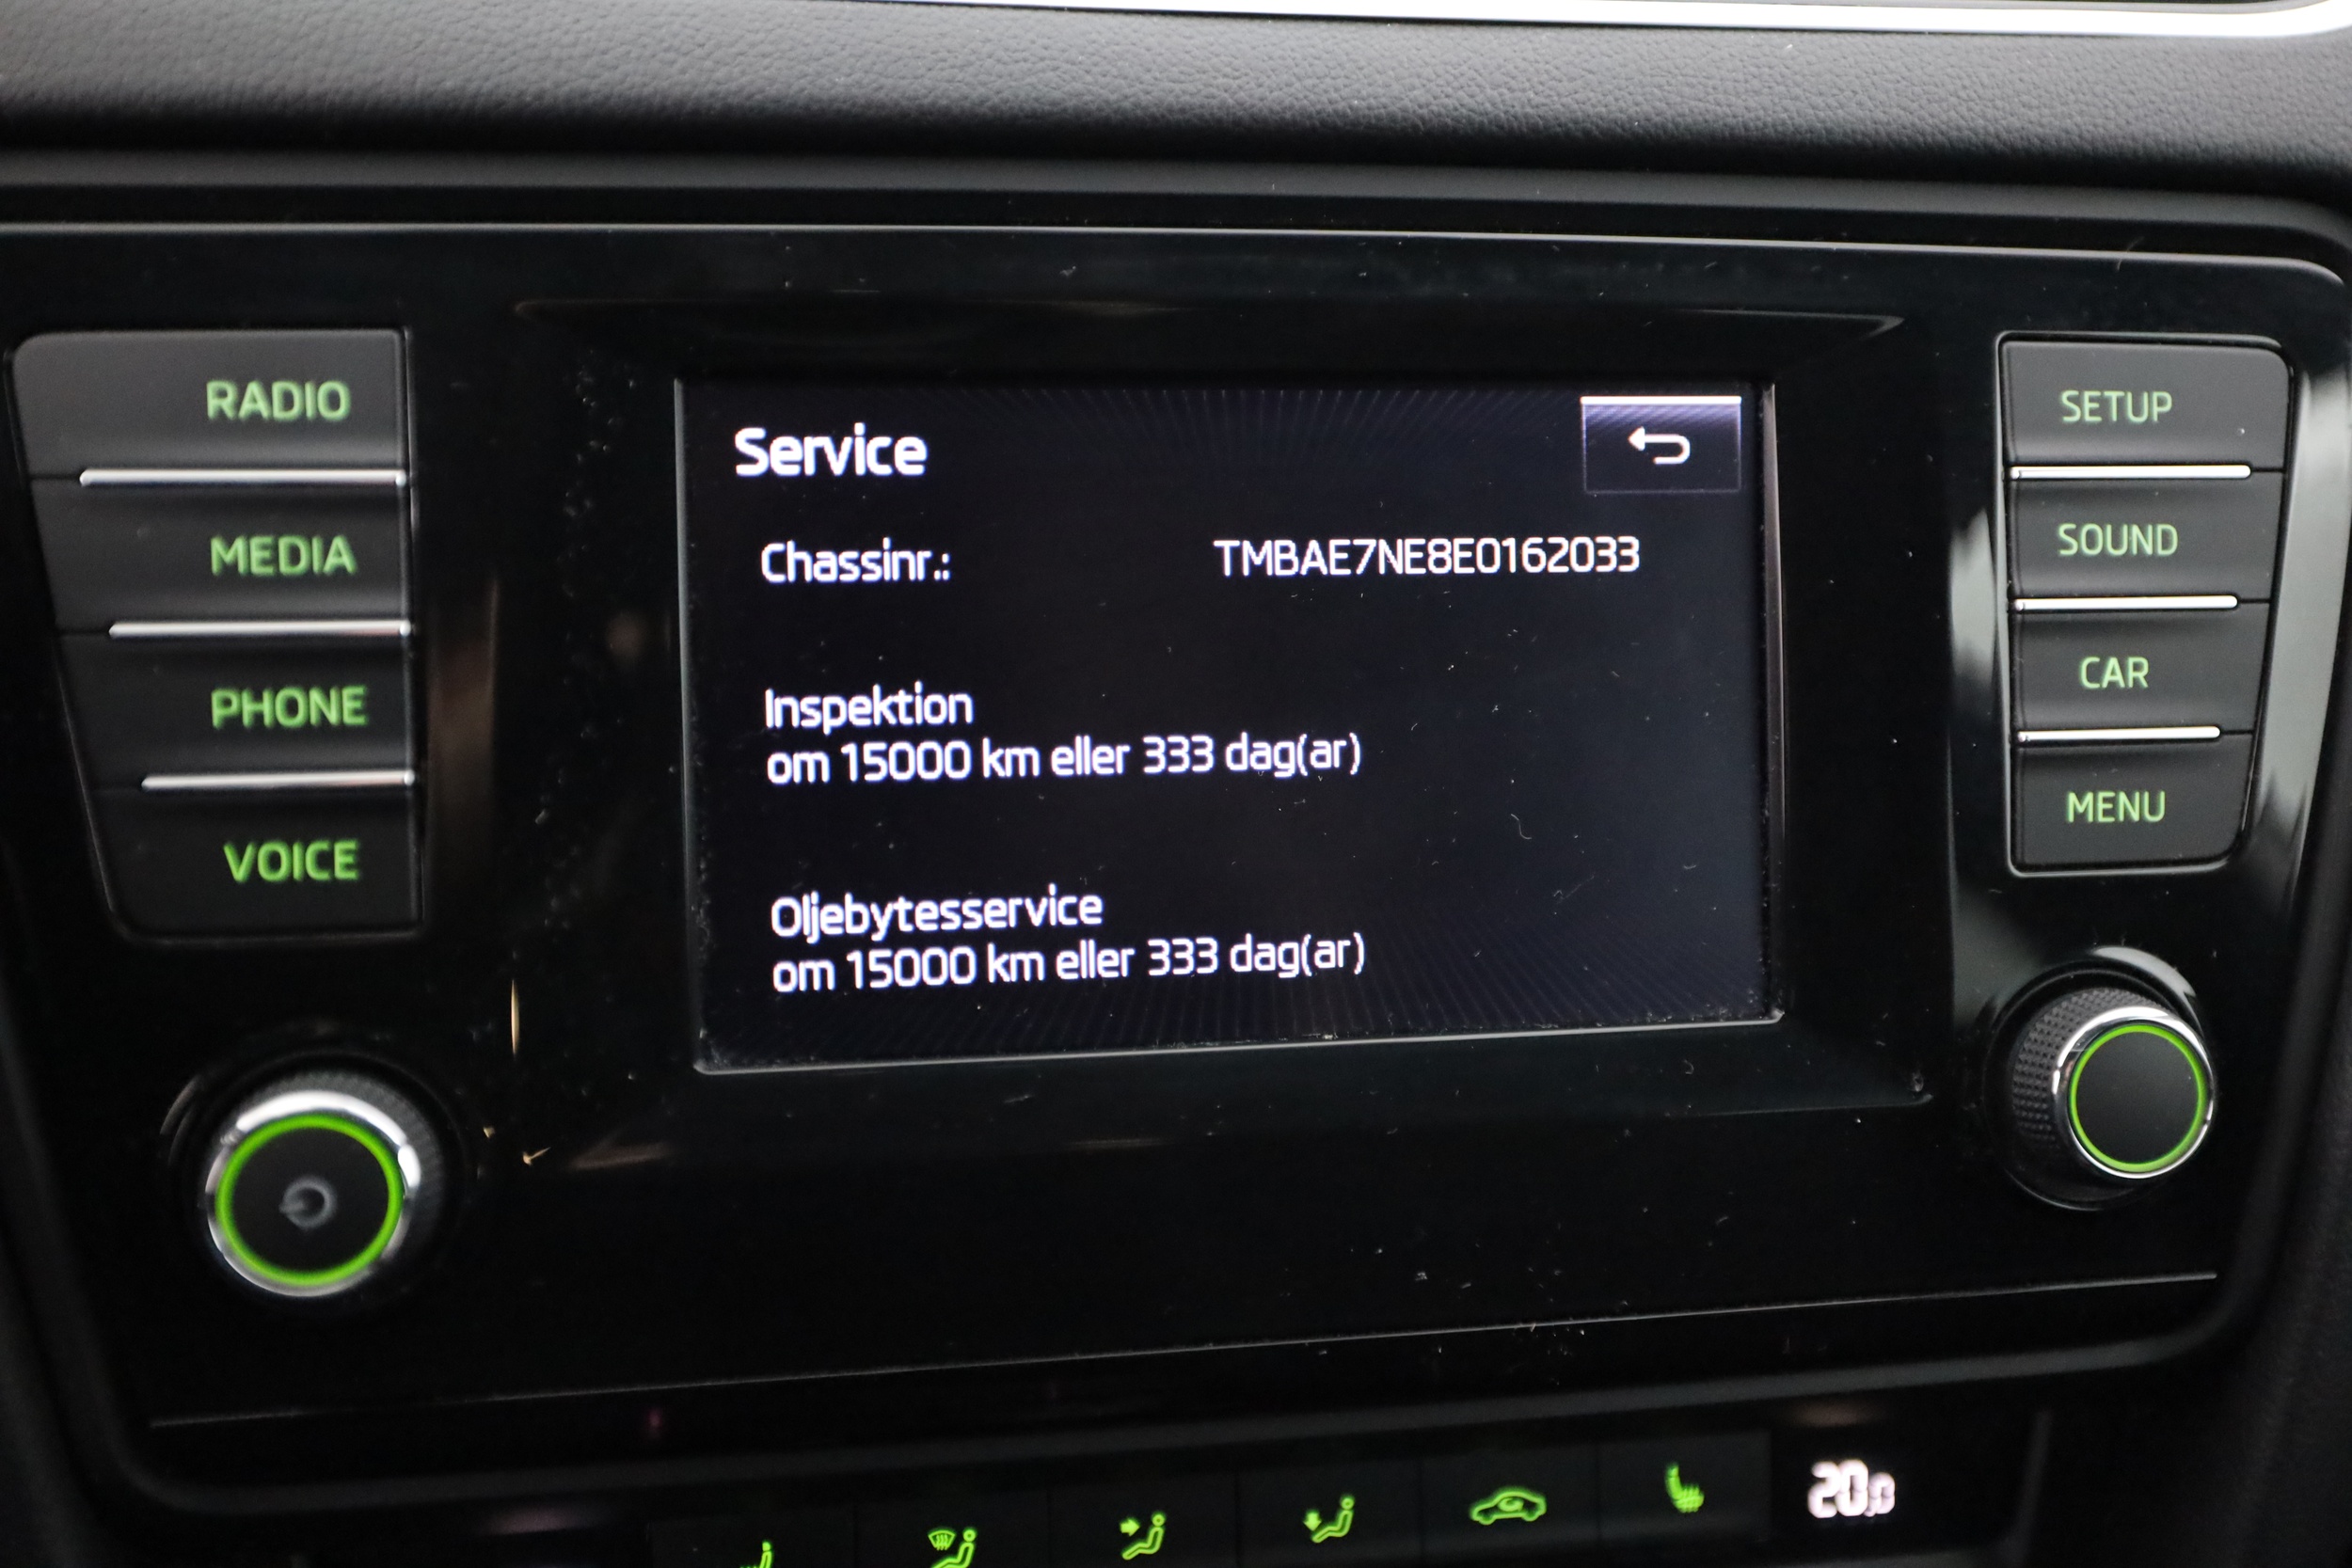 RADIO
MEDIA
PHONE
VOICE
Service
Chassinr.: TMBAE7NE8E0162033
Inspektion
om 15000 km eller 333 dag(ar)
Oljebytesservice
om 15000 km eller 333 dag(ar)
SETUP
SOUND
CAR
MENU
20.0